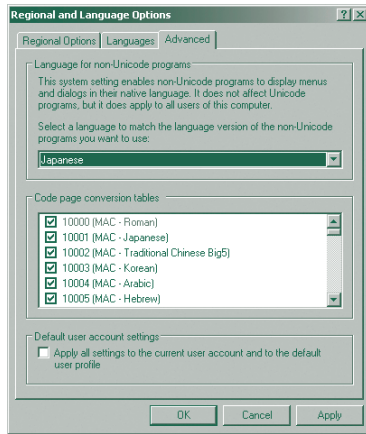 Regional and Language Options
Regional Options Languages Advanced
Language for non-Unicode programs
This system setting enables non-Unicode programs to display menus
and dialogs in their native language. It does not affect Unicode
programs, but it does apply to all users of this computer.
Select a language to match the language version of the non-Unicode
programs you want to use:
Japanese
Code page conversion tables
10000 (MAC - Roman)
10001 (MAC - Japanese)
10002 (MAC - Traditional Chinese Big5)
10003 (MAC - Korean)
10004 (MAC - Arabic)
10005 (MAC - Hebrew)
Default user account settings
Apply all settings to the current user account and to the default
user profile
OK Cancel Apply